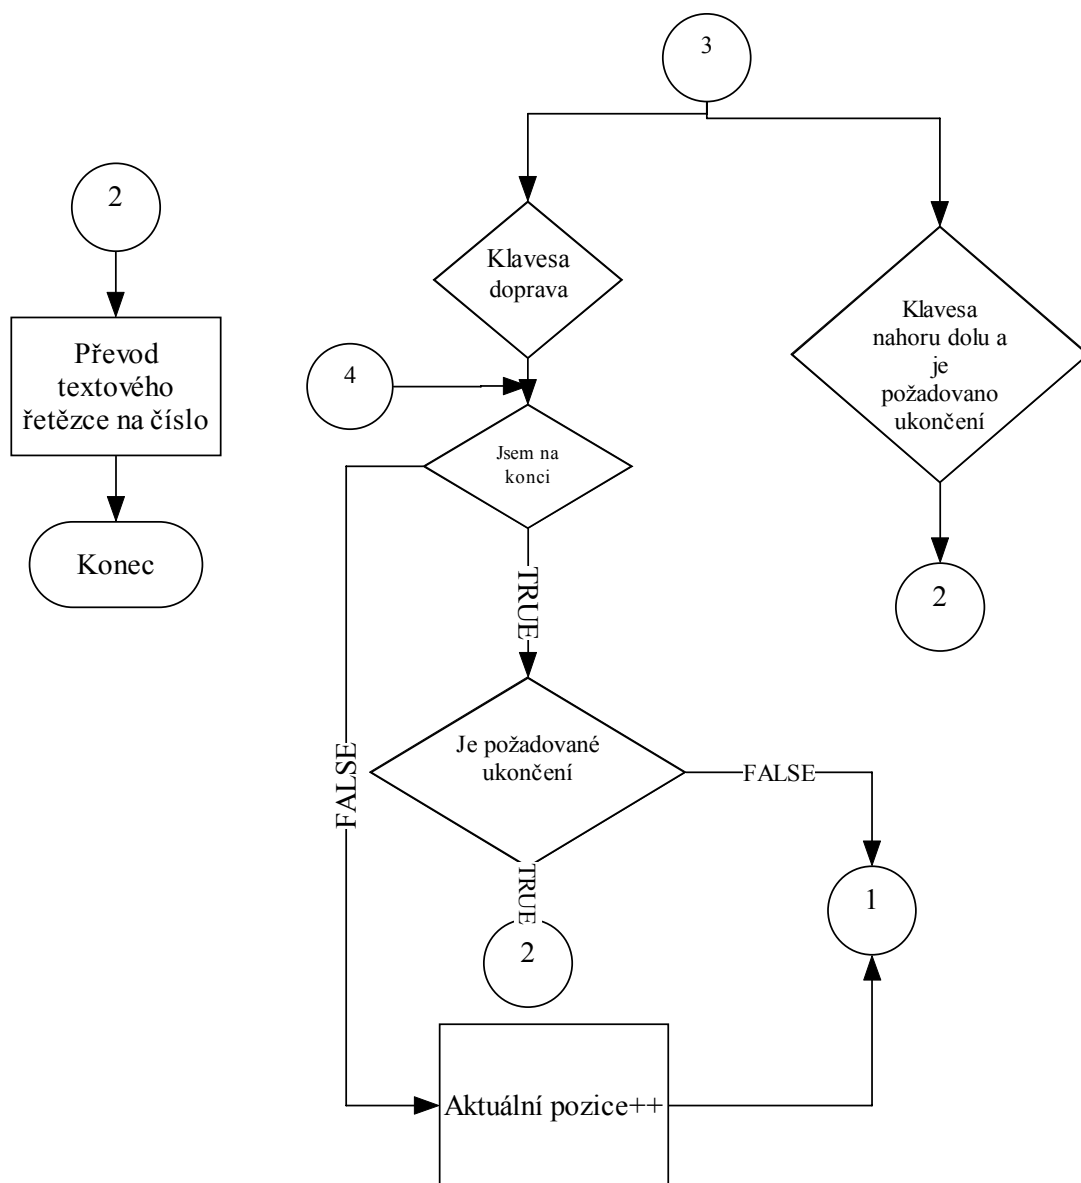 3
2
Klavesa
doprava
Klavesa
nahoru dolu a
je
požadovano
ukončení
Převod
textového
řetězce na číslo
4
Jsem na
konci
Konec
TRUE
2
Je požadované
ukončení
FALSE
FALSE
TRUE
1
2
Aktuální pozice++